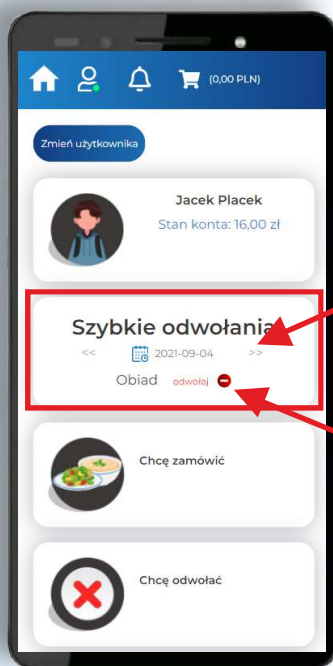 (0,00 PLN)
Zmień użytkownika
Jacek Placek
Stan konta: 16,00 zł
Szybkie odwołania
<< 2021-09-04 >>
Obiad odwołaj
Chcę zamówić
Chcę odwołać